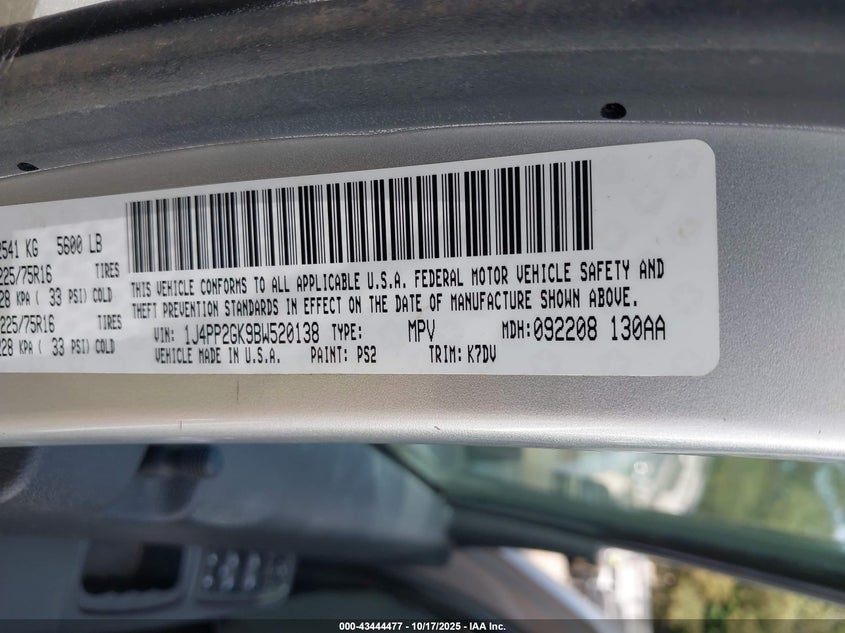 2541 KG 5600 LB
225/75R16 TIRES
28 KPA ( 33 PSI) COLD
225/75R16 TIRES
228 KPA ( 33 PSI) COLD
THIS VEHICLE CONFORMS TO ALL APPLICABLE U.S.A. FEDERAL MOTOR VEHICLE SAFETY AND
THEFT PREVENTION STANDARDS IN EFFECT ON THE DATE OF MANUFACTURE SHOWN ABOVE.
VIN: 1J4PP2GK9BW520138 TYPE: MPV MDH: 092208 130AA
VEHICLE MADE IN U.S.A. PAINT: PS2 TRIM: K7DV
000-43444477 - 10/17/2025 - IAA Inc.